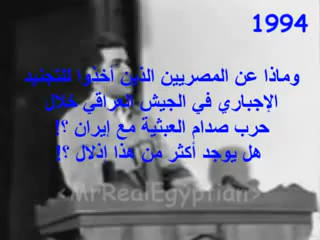 1994
وماذا عن المصريين الذين أخذوا للتجنيد
الإجباري في الجيش العراقي خلال
حرب صدام العبثية مع إيران ؟!
هل يوجد أكثر من هذا اذلال ؟!
<MrRealEgyptian>